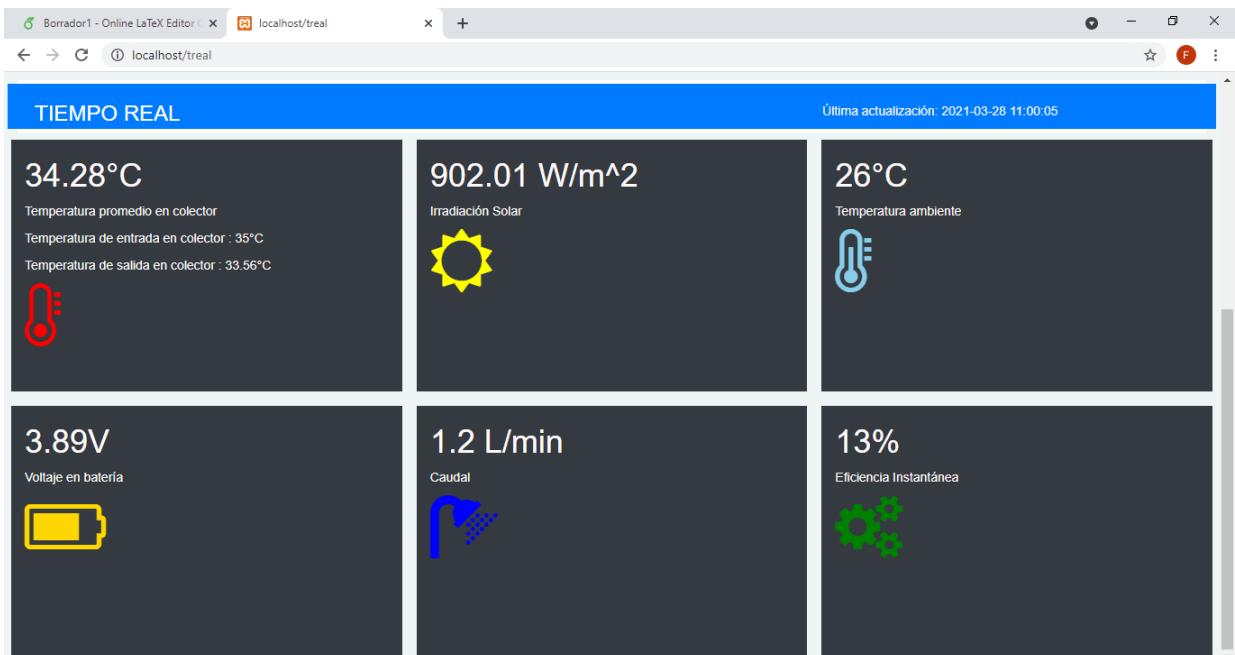 Borrador1 - Online LaTeX Editor
localhost/treal
localhost/treal
F
TIEMPO REAL
Última actualización: 2021-03-28 11:00:05
34.28°C
Temperatura promedio en colector
Temperatura de entrada en colector : 35°C
Temperatura de salida en colector : 33.56°C
902.01 W/m^2
Irradiación Solar
26°C
Temperatura ambiente
3.89V
Voltaje en batería
1.2 L/min
Caudal
13%
Eficiencia Instantánea